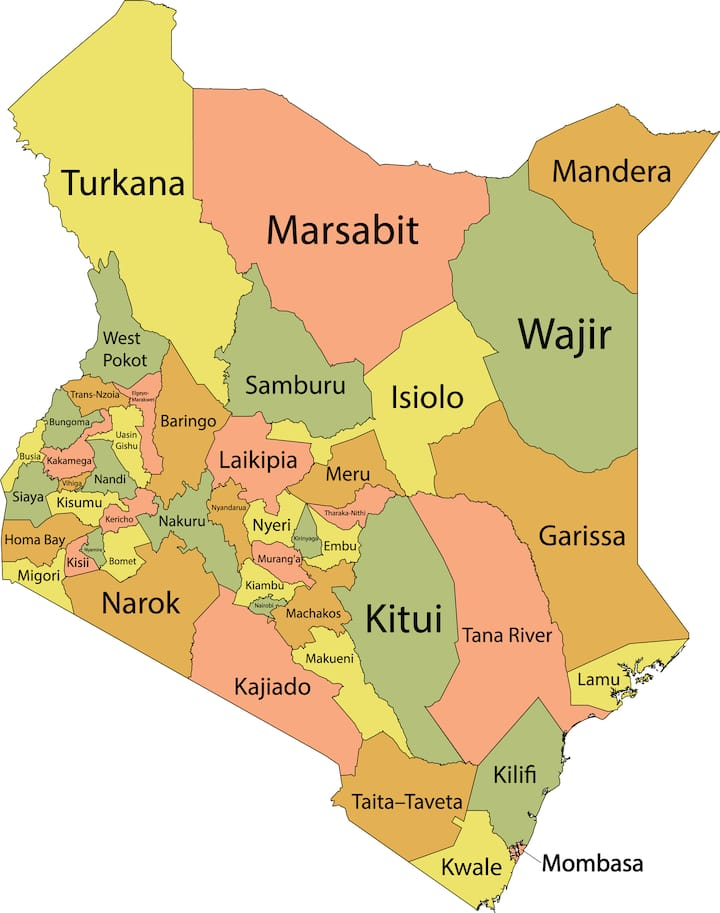 Mandera
Turkana
Marsabit
Wajir
West
Pokot
Samburu
Isiolo
Trans-Nzoia
Elgeyo-
Marakwet
Baringo
Bungoma
Uasin
Gishu
Busia
Kakamega
Laikipia
Meru
Vihiga
Nandi
Siaya
Kisumu
Nyandarua
Tharaka-Nithi
Kericho
Nakuru
Nyeri
Kirinyaga
Embu
Garissa
Homa Bay
Nyamira
Kisii
Bomet
Murang'a
Migori
Kiambu
Narok
Nairobi
Machakos
Kitui
Tana River
Makueni
Kajiado
Lamu
Kilifi
Taita–Taveta
Kwale
Mombasa